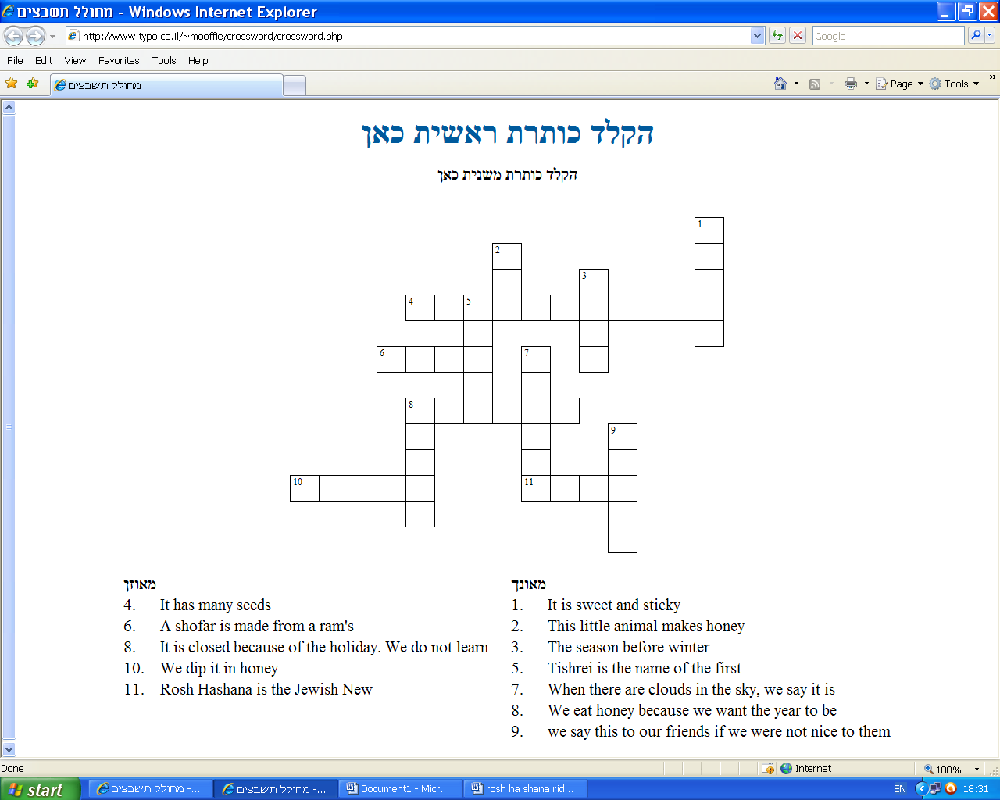 מחולל תשבצים - Windows Internet Explorer
http://www.typo.co.il/~mooffie/crossword/crossword.php
Google
File Edit View Favorites Tools Help
מחולל תשבצים
Page Tools »
הקלד כותרת ראשית כאן
הקלד כותרת משנית כאן
1
2
3
4 5
6 7
8
9
10 11
מאוזן
4. It has many seeds
6. A shofar is made from a ram's
8. It is closed because of the holiday. We do not learn
10. We dip it in honey
11. Rosh Hashana is the Jewish New
מאונך
1. It is sweet and sticky
2. This little animal makes honey
3. The season before winter
5. Tishrei is the name of the first
7. When there are clouds in the sky, we say it is
8. We eat honey because we want the year to be
9. we say this to our friends if we were not nice to them
Done Internet 100%
start מחולל תשבצים -... מחולל תשבצים -... Document1 - Micr... rosh ha shana rid... EN 18:31